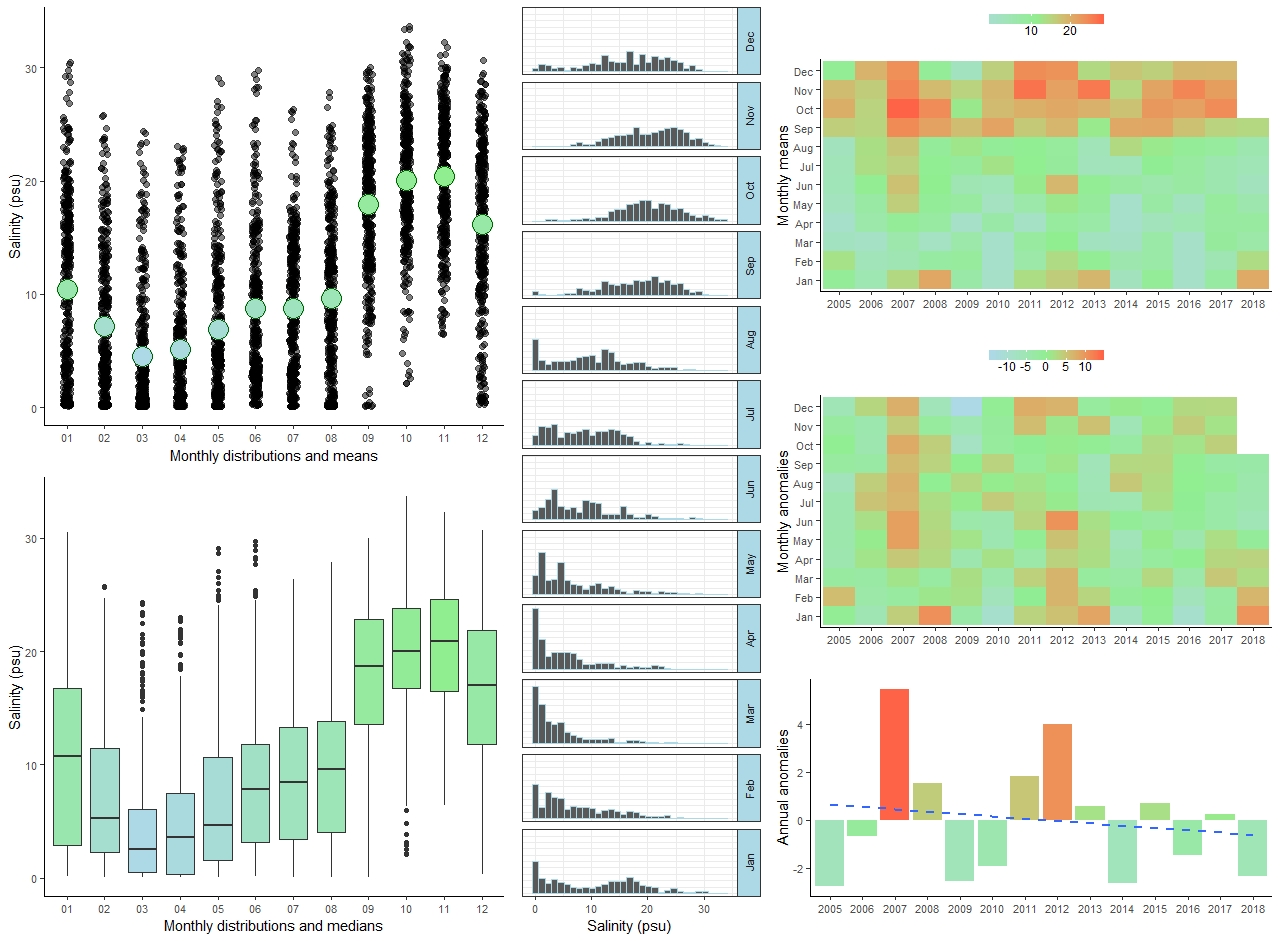 Salinity (psu)
30
20
10
0
01 02 03 04 05 06 07 08 09 10 11 12
Monthly distributions and means
Salinity (psu)
30
20
10
0
01 02 03 04 05 06 07 08 09 10 11 12
Monthly distributions and medians
Dec
Nov
Oct
Sep
Aug
Jul
Jun
May
Apr
Mar
Feb
Jan
0 10 20 30
Salinity (psu)
10 20
Monthly means
Dec
Nov
Oct
Sep
Aug
Jul
Jun
May
Apr
Mar
Feb
Jan
2005 2006 2007 2008 2009 2010 2011 2012 2013 2014 2015 2016 2017 2018
-10 -5 0 5 10
Monthly anomalies
Dec
Nov
Oct
Sep
Aug
Jul
Jun
May
Apr
Mar
Feb
Jan
2005 2006 2007 2008 2009 2010 2011 2012 2013 2014 2015 2016 2017 2018
Annual anomalies
4
2
0
-2
2005 2006 2007 2008 2009 2010 2011 2012 2013 2014 2015 2016 2017 2018